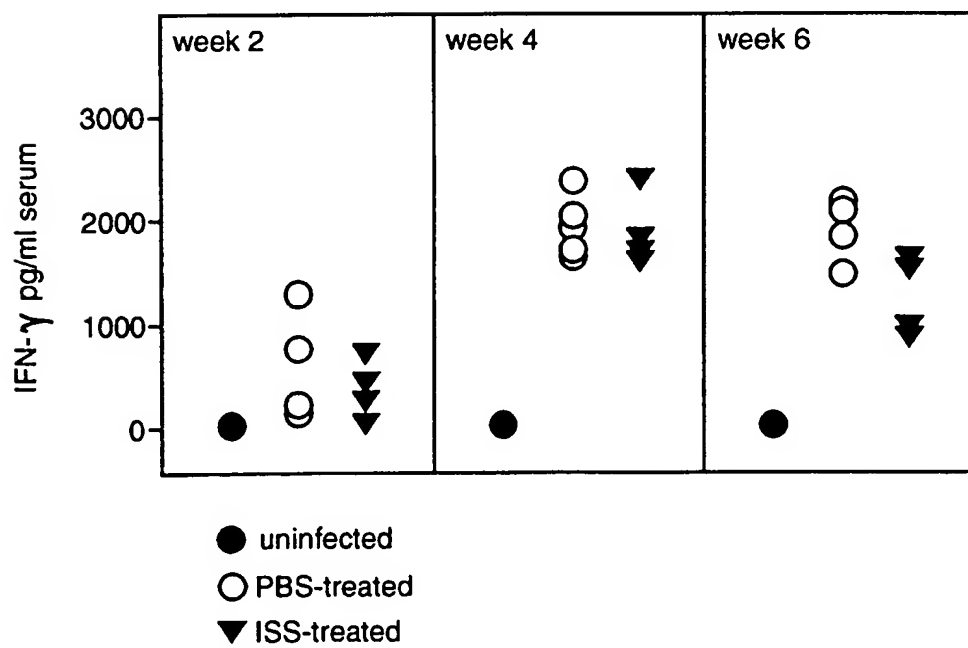 week 2
week 4
week 6
IFN-γ pg/ml serum
3000
2000
1000
0
uninfected
PBS-treated
ISS-treated